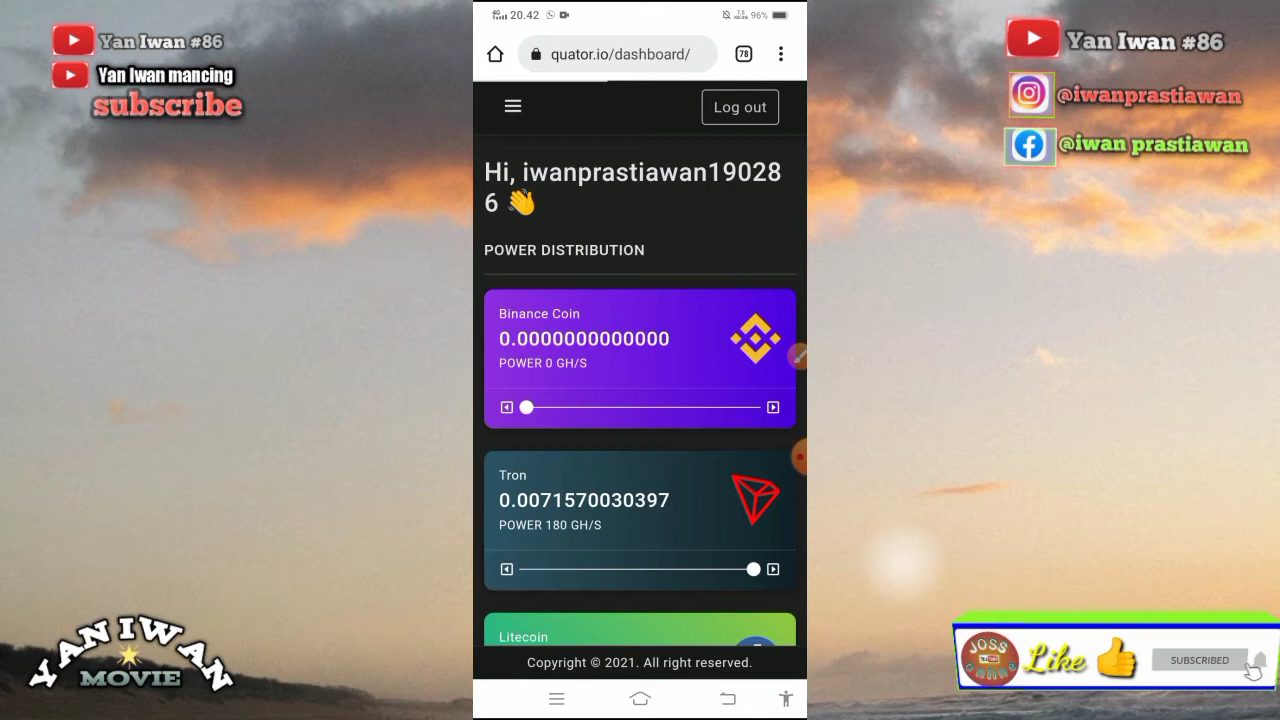 Yan Iwan #86
Yan Iwan mancing
subscribe
20.42
96%
quator.io/dashboard/
78
Log out
Hi, iwanprastiawan19028
6 👋
POWER DISTRIBUTION
Binance Coin
0.0000000000000
POWER 0 GH/S
Tron
0.0071570030397
POWER 180 GH/S
Litecoin
Copyright © 2021. All right reserved.
Yan Iwan #86
@iwanprastiawan
@iwan prastiawan
YAN IWAN
MOVIE
JOSS
Like
SUBSCRIBED